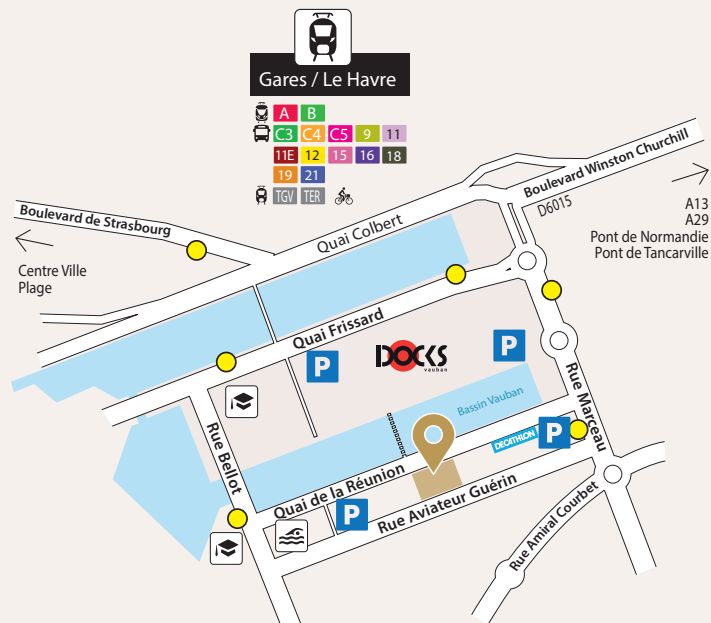 Gares / Le Havre
A B
C3 C4 C5 9 11
11E 12 15 16 18
19 21
TGV TER
Boulevard Winston Churchill
D6015
A13
A29
Pont de Normandie
Pont de Tancarville
Boulevard de Strasbourg
Centre Ville
Plage
Quai Colbert
Quai Frissard
P
DOCKS
vauban
P
Rue Marceau
Bassin Vauban
Rue Bellot
DECATHLON
P
Quai de la Réunion
P
Rue Aviateur Guérin
Rue Amiral Courbet